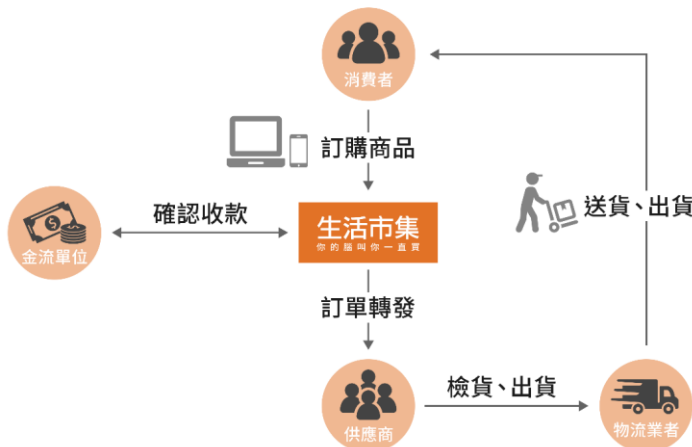 消費者
訂購商品
生活市集
你的腦叫你一直買
確認收款
金流單位
送貨、出貨
訂單轉發
供應商
檢貨、出貨
物流業者